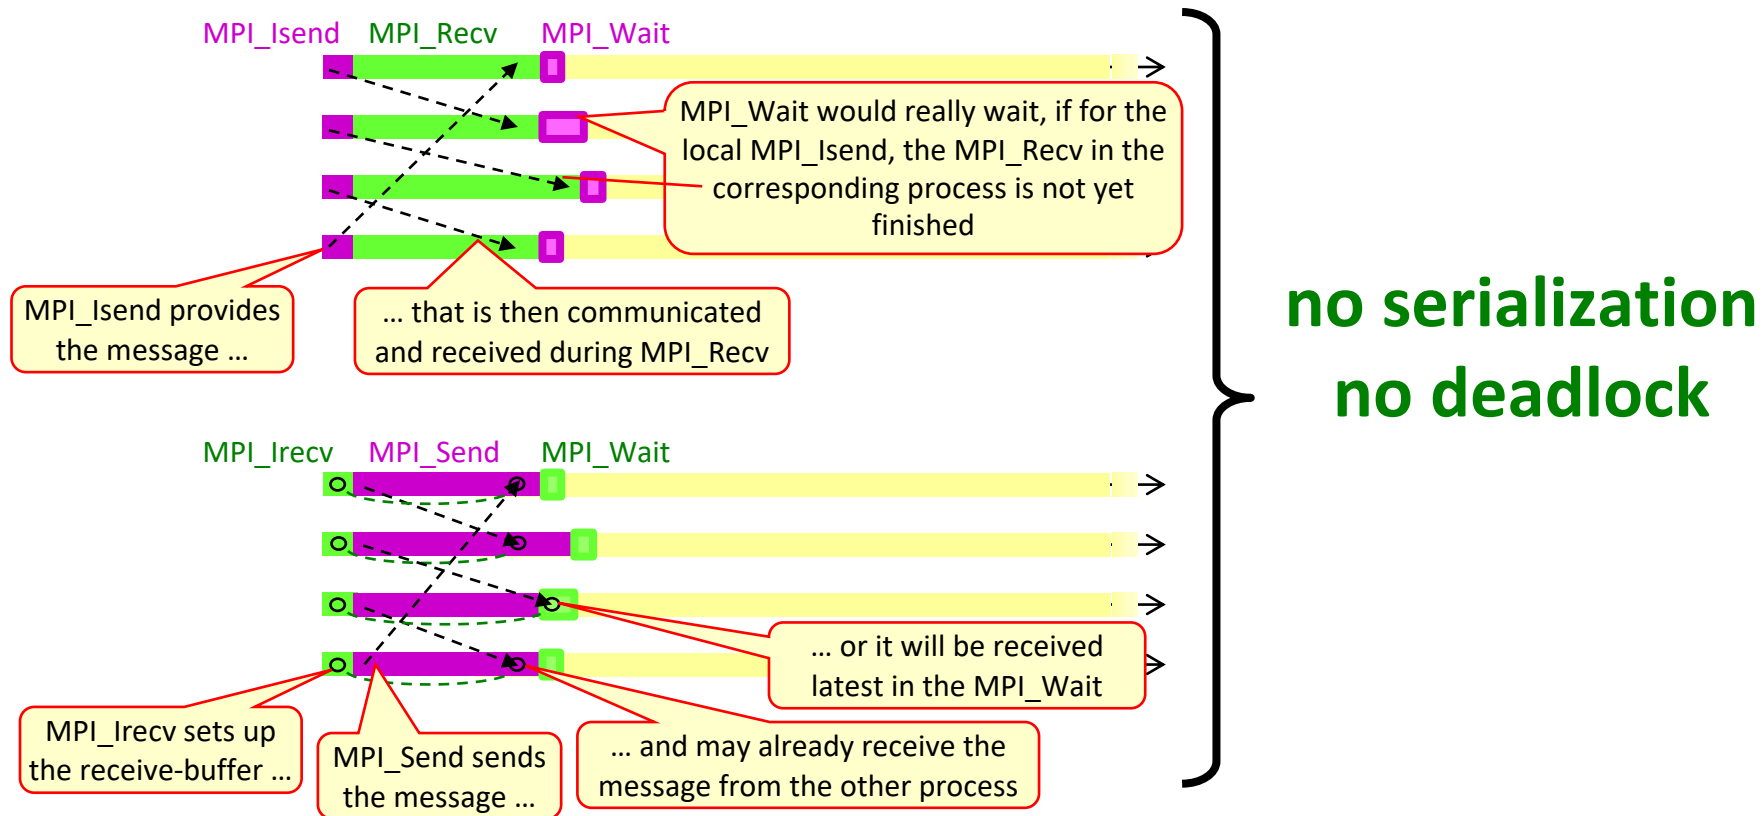 MPI_Isend MPI_Recv MPI_Wait
MPI_Wait would really wait, if for the
local MPI_Isend, the MPI_Recv in the
corresponding process is not yet
finished
MPI_Isend provides
the message …
… that is then communicated
and received during MPI_Recv
no serialization
no deadlock
MPI_Irecv MPI_Send MPI_Wait
… or it will be received
latest in the MPI_Wait
MPI_Irecv sets up
the receive-buffer …
MPI_Send sends
the message …
… and may already receive the
message from the other process